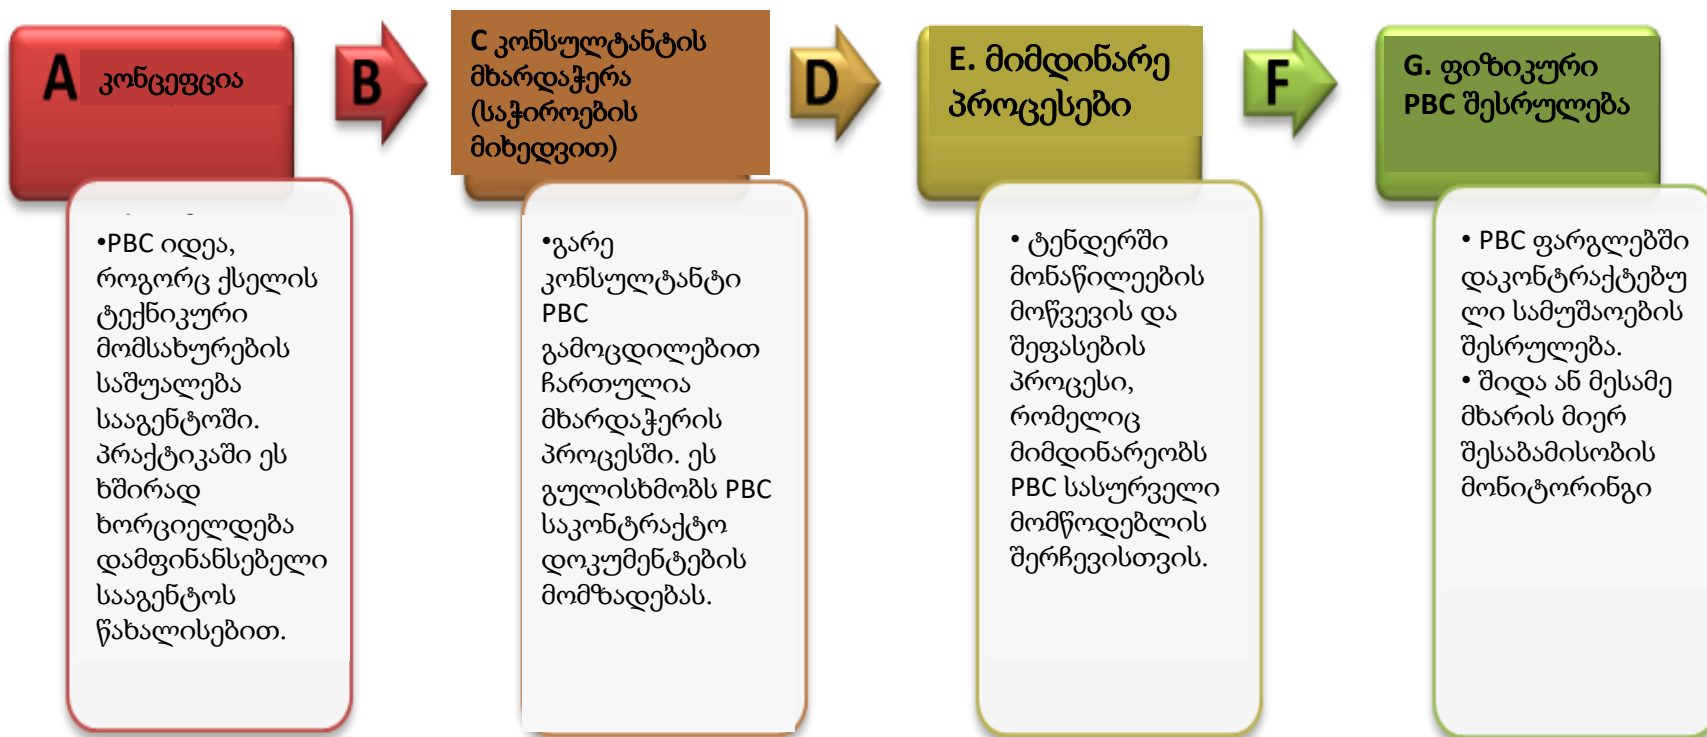 A კონცეფცია
•PBC იდეა,
როგორც ქსელის
ტექნიკური
მომსახურების
საშუალება
სააგენტოში.
პრაქტიკაში ეს
ხშირად
ხორციელდება
დამფინანსებელი
სააგენტოს
წახალისებით.
B
C კონსულტანტის
მხარდაჭერა
(საჭიროების
მიხედვით)
•გარე
კონსულტანტი
PBC
გამოცდილებით
ჩართულია
მხარდაჭერის
პროცესში. ეს
გულისხმობს PBC
საკონტრაქტო
დოკუმენტების
მომზადებას.
D
E. მიმდინარე
პროცესები
• ტენდერში
მონაწილეების
მოწვევის და
შეფასების
პროცესი,
რომელიც
მიმდინარეობს
PBC სასურველი
მომწოდებლის
შერჩევისთვის.
F
G. ფიზიკური
PBC შესრულება
• PBC ფარგლებში
დაკონტრაქტებუ
ლი სამუშაოების
შესრულება.
• შიდა ან მესამე
მხარის მიერ
შესაბამისობის
მონიტორინგი